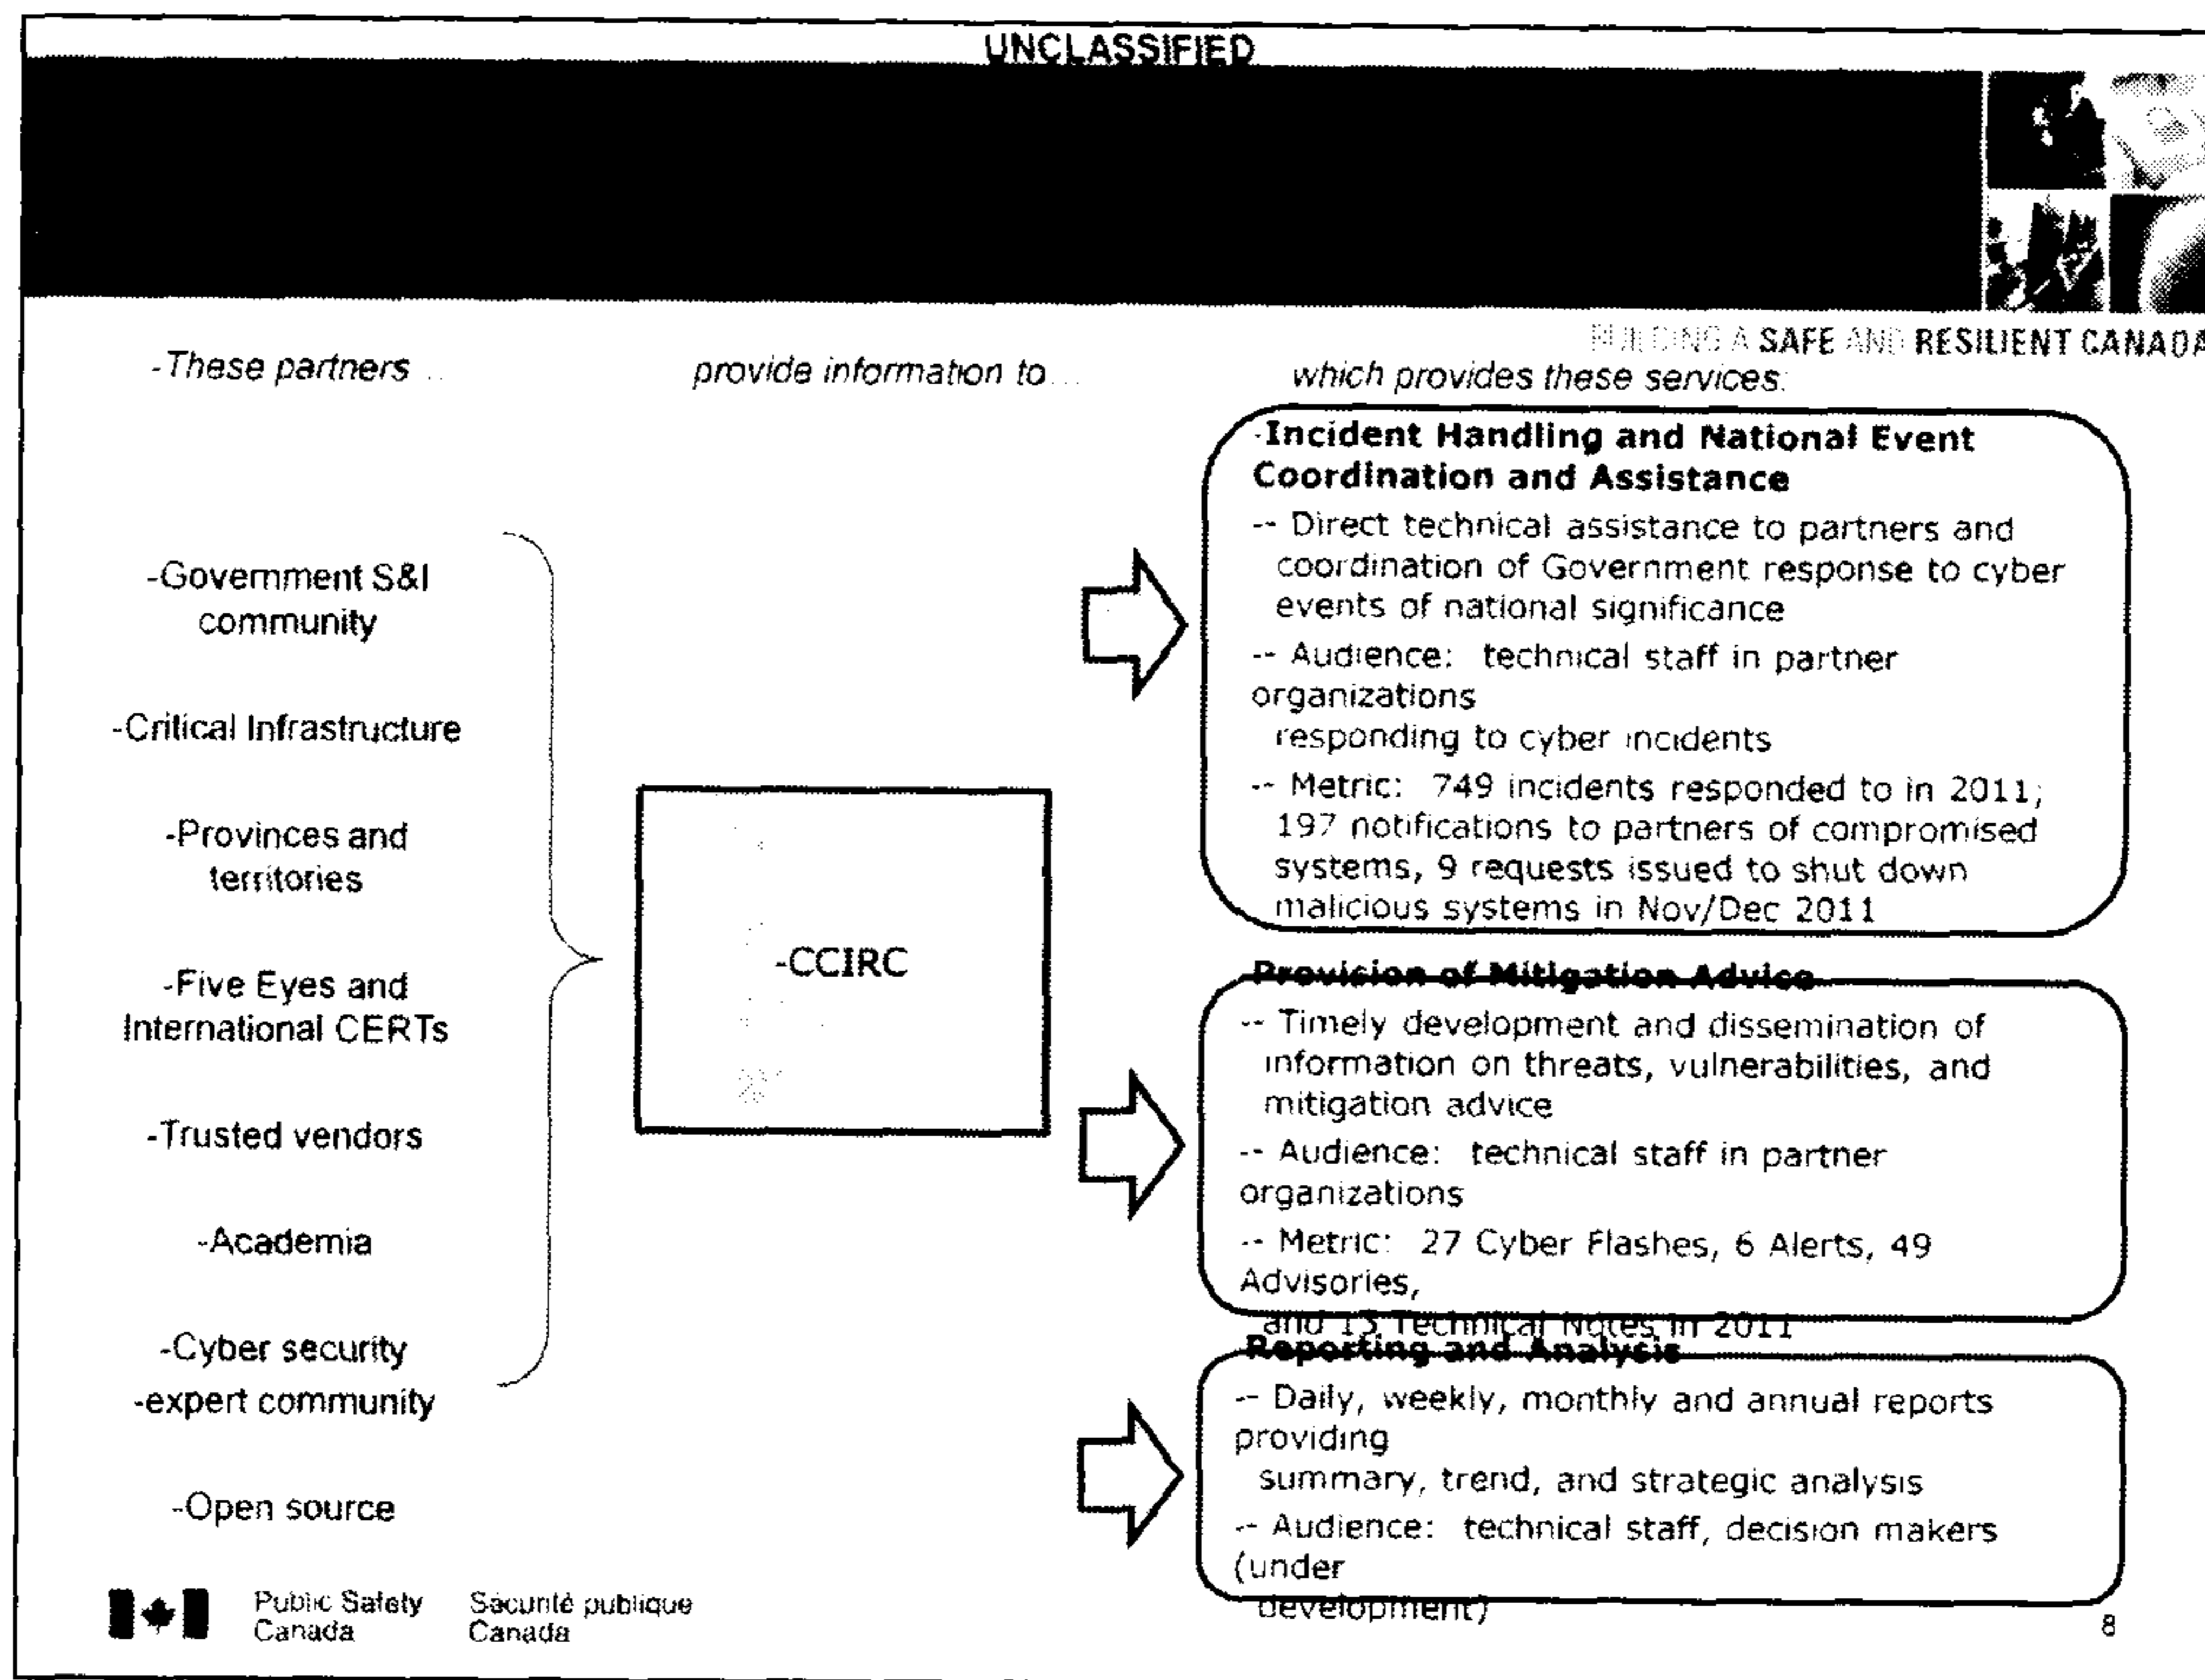 UNCLASSIFIED
BUILDING A SAFE AND RESILIENT CANADA
-These partners ..
provide information to...
which provides these services:
-Government S&I
community
-Critical Infrastructure
-Provinces and
territories
-Five Eyes and
International CERTs
-Trusted vendors
-Academia
-Cyber security
-expert community
-Open source
-CCIRC
-Incident Handling and National Event
Coordination and Assistance
-- Direct technical assistance to partners and
coordination of Government response to cyber
events of national significance
-- Audience: technical staff in partner
organizations
responding to cyber incidents
-- Metric: 749 incidents responded to in 2011;
197 notifications to partners of compromised
systems, 9 requests issued to shut down
malicious systems in Nov/Dec 2011
Provision of Mitigation Advice
-- Timely development and dissemination of
information on threats, vulnerabilities, and
mitigation advice
-- Audience: technical staff in partner
organizations
-- Metric: 27 Cyber Flashes, 6 Alerts, 49
Advisories,
and 15 Technical Notes in 2011
Reporting and Analysis
-- Daily, weekly, monthly and annual reports
providing
summary, trend, and strategic analysis
-- Audience: technical staff, decision makers
(under
development)
Public Safety
Canada
Sécurité publique
Canada
8